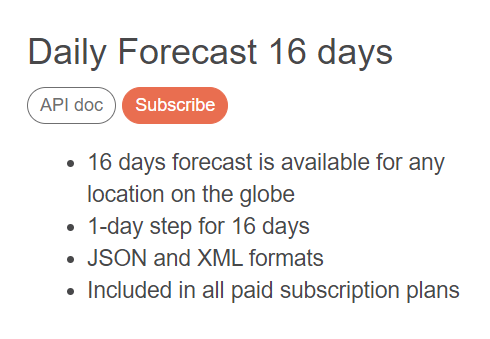 Daily Forecast 16 days
API doc Subscribe
• 16 days forecast is available for any
location on the globe
• 1-day step for 16 days
• JSON and XML formats
• Included in all paid subscription plans